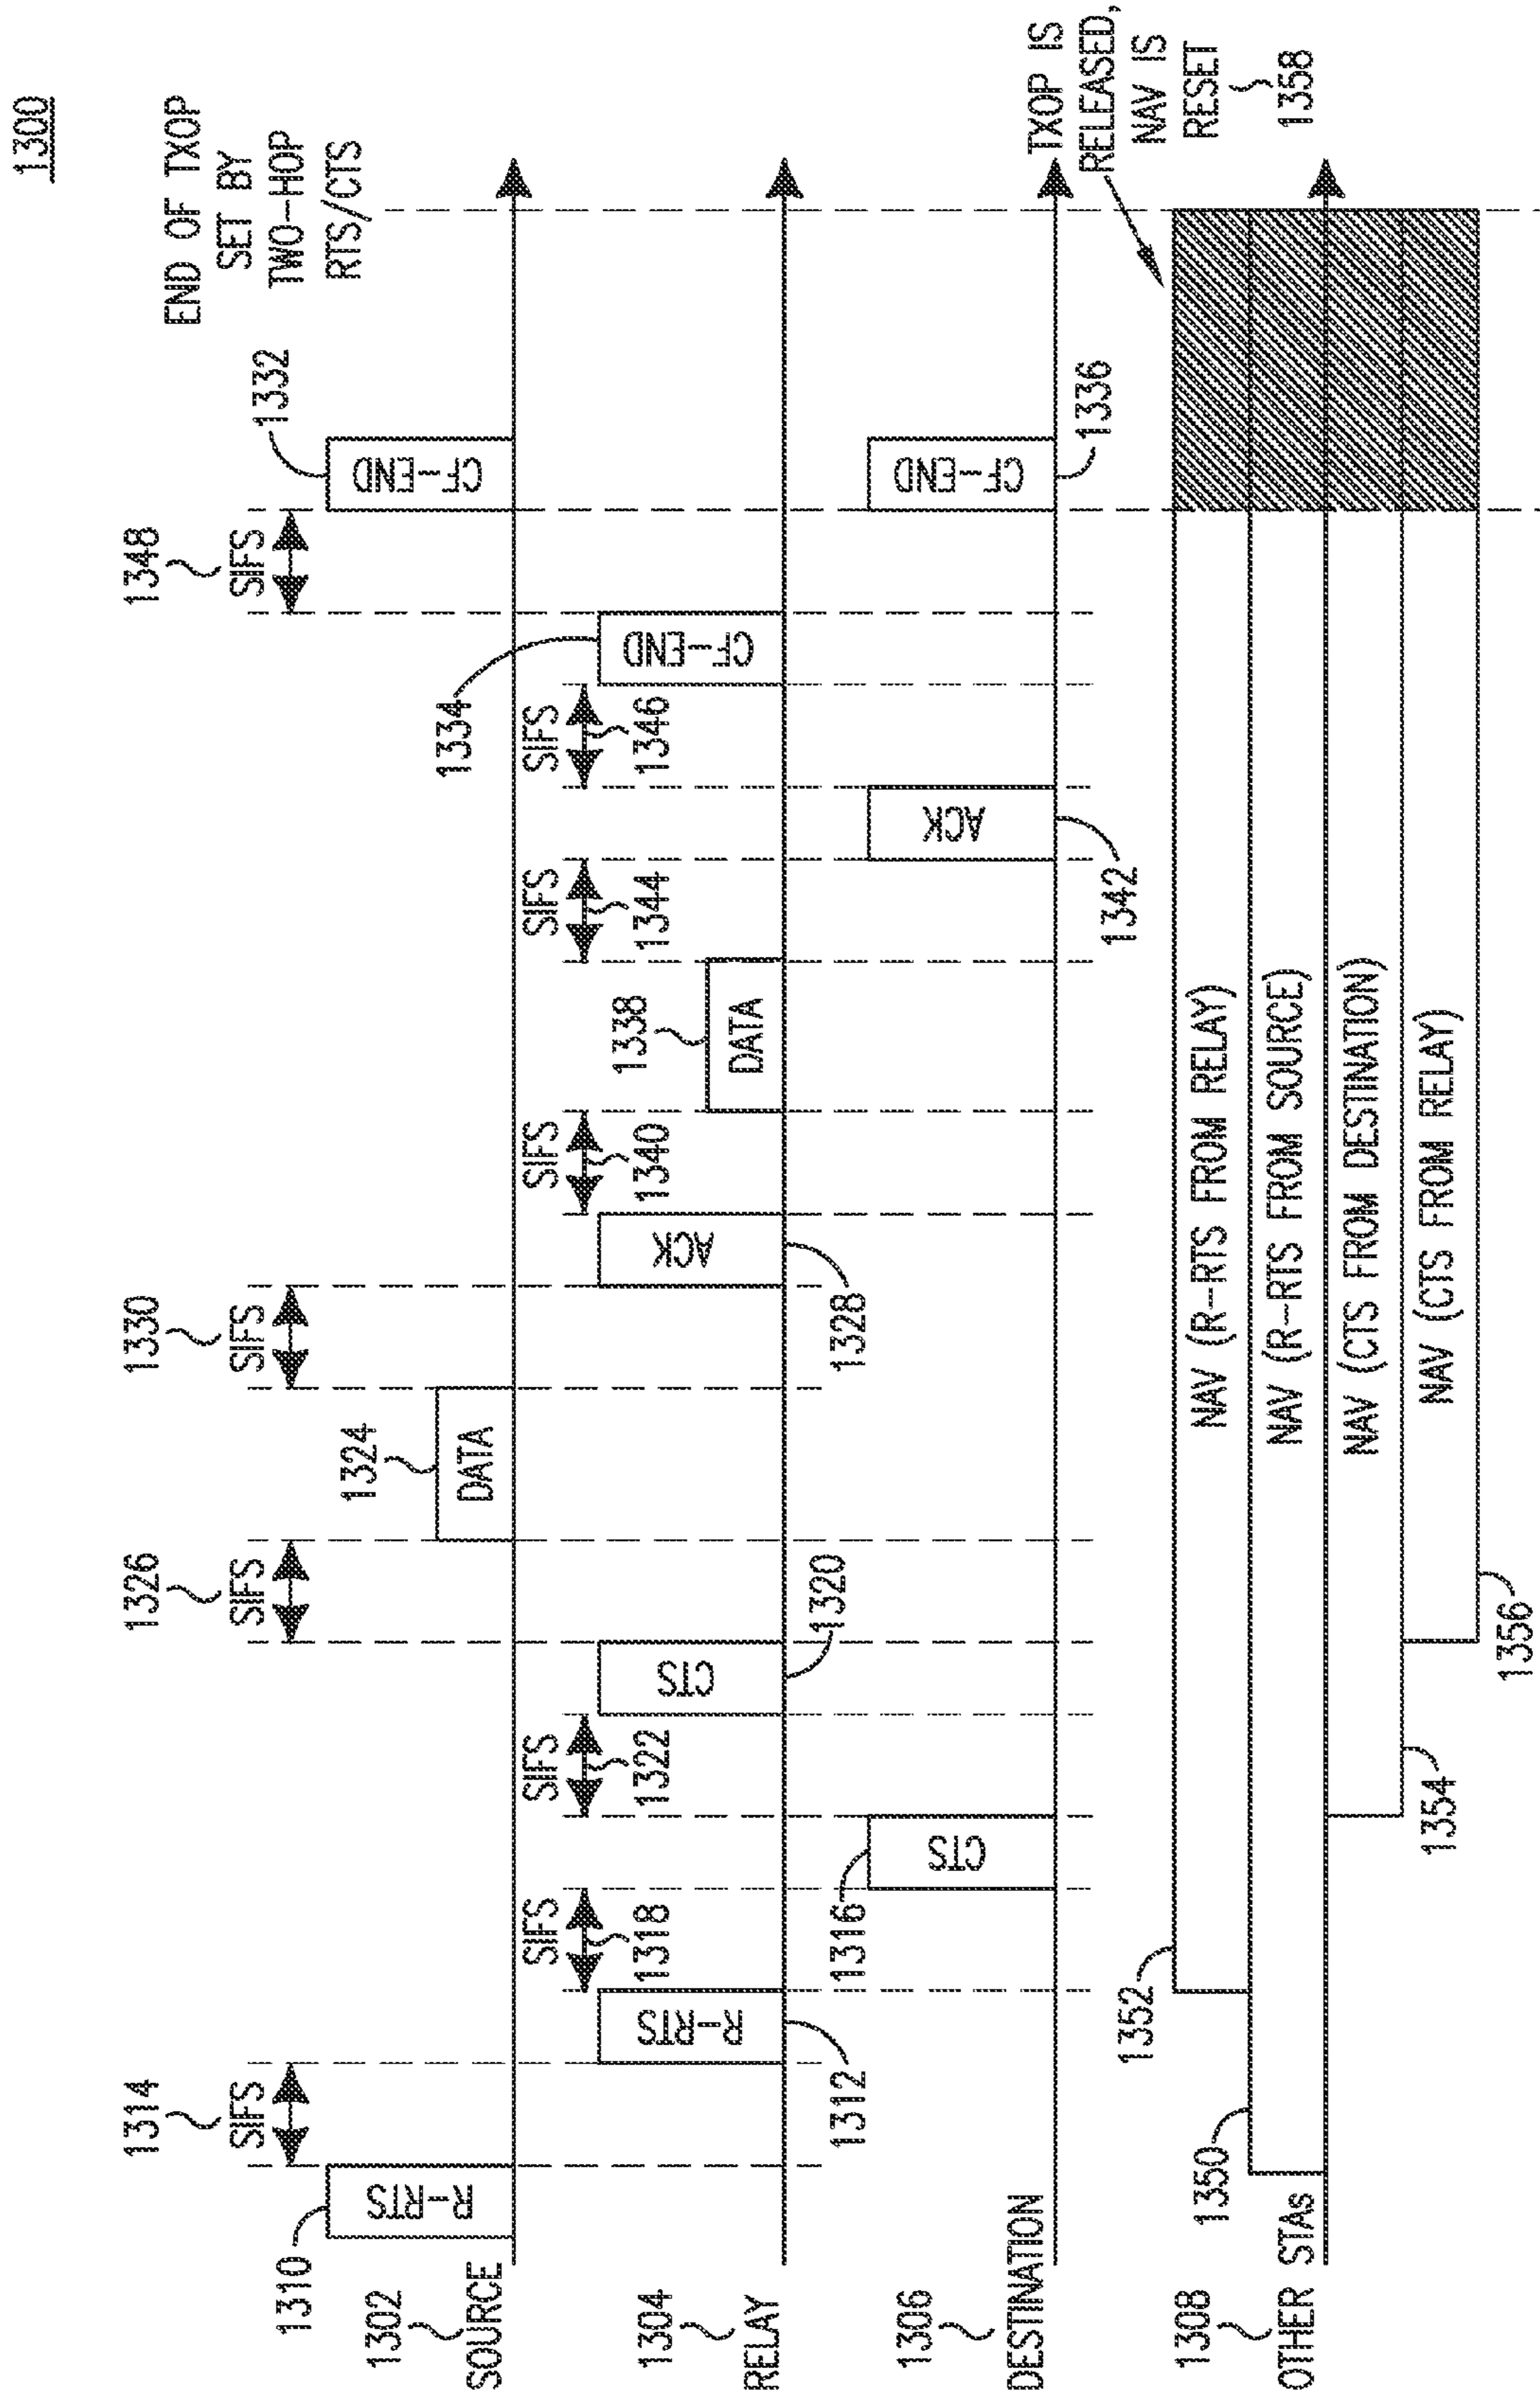 1300
END OF TXOP
SET BY
TWO-HOP
RTS/CTS
1314
SIFS
1326
SIFS
1330
SIFS
1348
SIFS
1310
R-RTS
1324
DATA
1332
CF-END
1302
SOURCE
SIFS
1318
SIFS
1322
SIFS
1340
SIFS
1344
SIFS
1346
1334
R-RTS
1312
CTS
1320
ACK
1328
1338
DATA
CF-END
1304
RELAY
1316
CTS
ACK
1342
CF-END
1336
1306
DESTINATION
TXOP IS
RELEASED,
NAV IS
RESET
1358
1352
NAV (R-RTS FROM RELAY)
1350
NAV (R-RTS FROM SOURCE)
1308
OTHER STAs
NAV (CTS FROM DESTINATION)
1354
NAV (CTS FROM RELAY)
1356